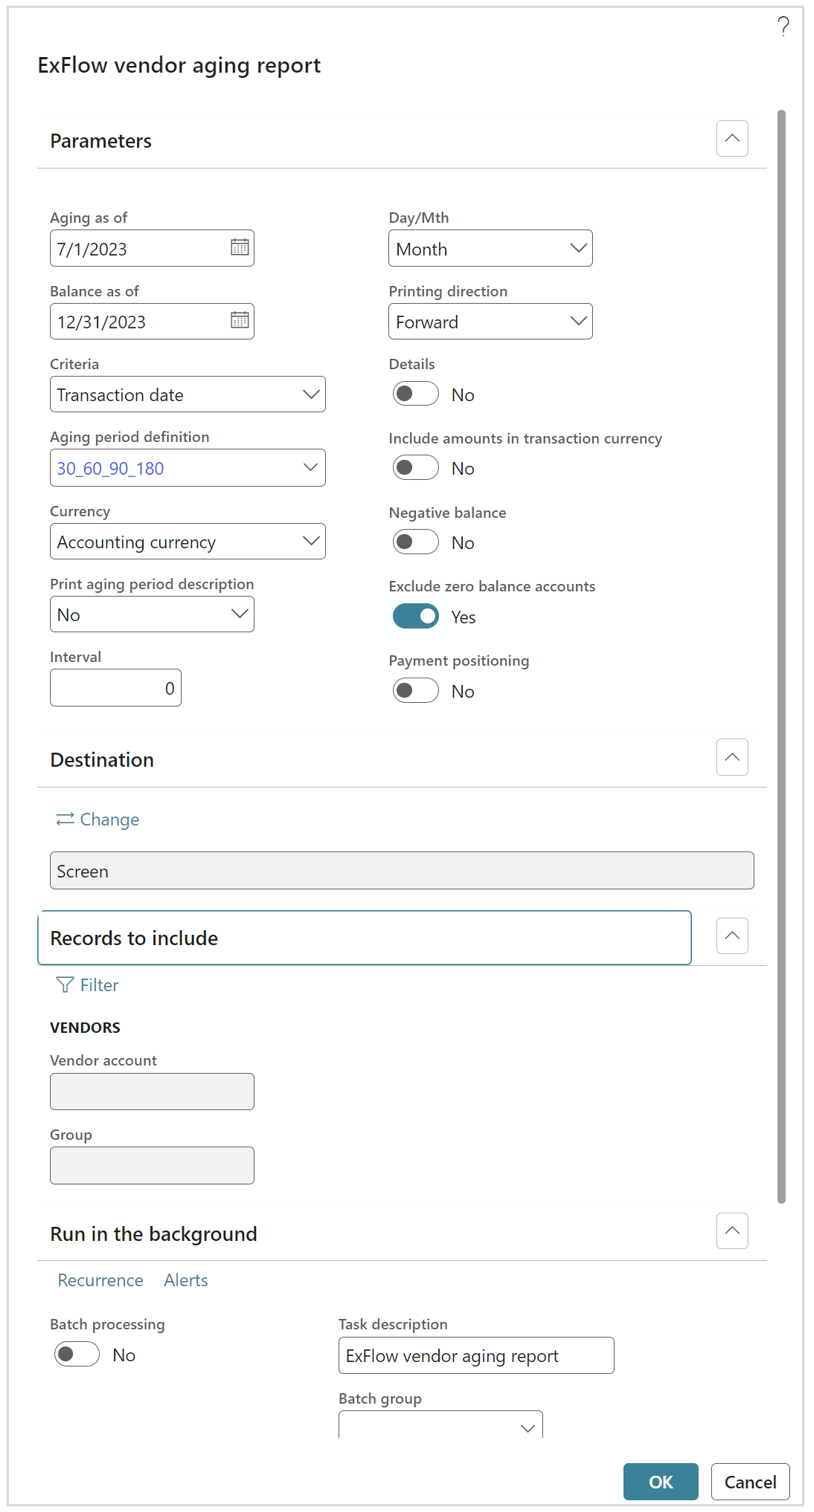 ?
ExFlow vendor aging report
Parameters
Aging as of
7/1/2023
Balance as of
12/31/2023
Criteria
Transaction date
Aging period definition
30_60_90_180
Currency
Accounting currency
Print aging period description
No
Interval
0
Day/Mth
Month
Printing direction
Forward
Details
No
Include amounts in transaction currency
No
Negative balance
No
Exclude zero balance accounts
Yes
Payment positioning
No
Destination
Change
Screen
Records to include
Filter
VENDORS
Vendor account
Group
Run in the background
Recurrence Alerts
Batch processing
No
Task description
ExFlow vendor aging report
Batch group
OK Cancel